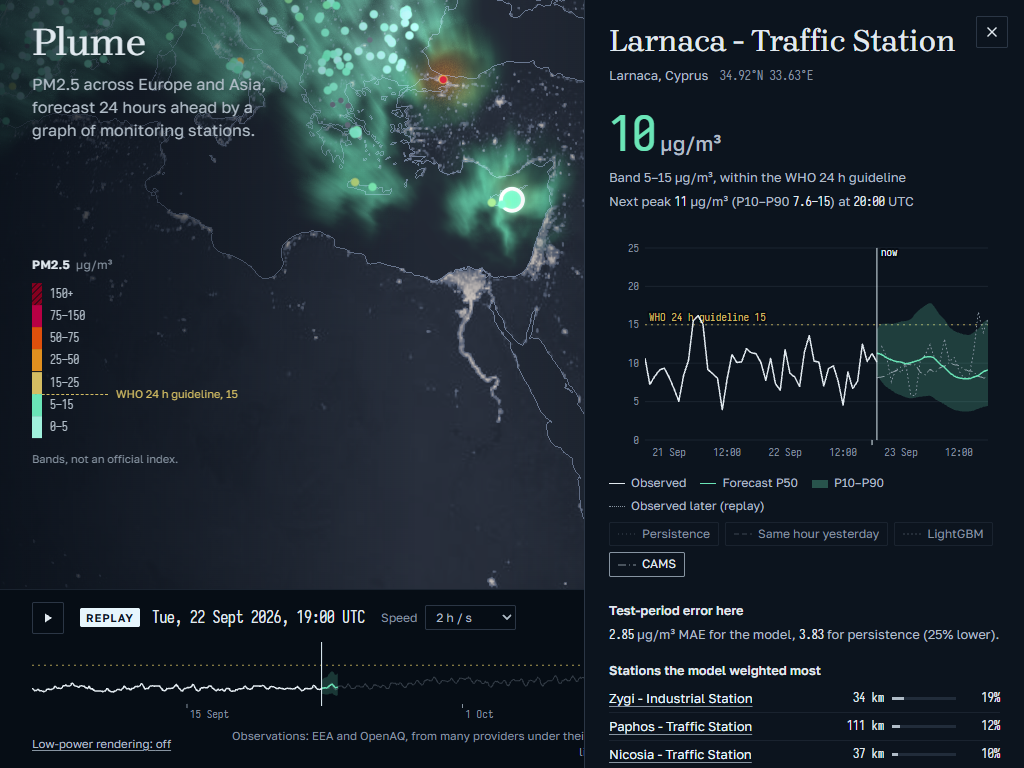 Plume
PM2.5 across Europe and Asia,
forecast 24 hours ahead by a
graph of monitoring stations.
PM2.5 µg/m³
150+
75–150
50–75
25–50
15–25
WHO 24 h guideline, 15
5–15
0–5
Bands, not an official index.
REPLAY
Tue, 22 Sept 2026, 19:00 UTC
Speed
2 h / s
15 Sept
1 Oct
Low-power rendering: off
Observations: EEA and OpenAQ, from many providers under thei
Larnaca - Traffic Station
Larnaca, Cyprus 34.92°N 33.63°E
10 µg/m³
Band 5–15 µg/m³, within the WHO 24 h guideline
Next peak 11 µg/m³ (P10–P90 7.6–15) at 20:00 UTC
25
now
20
WHO 24 h guideline 15
15
10
5
0
21 Sep 12:00 22 Sep 12:00 23 Sep 12:00
Observed Forecast P50 P10–P90
Observed later (replay)
Persistence Same hour yesterday LightGBM
CAMS
Test-period error here
2.85 µg/m³ MAE for the model, 3.83 for persistence (25% lower).
Stations the model weighted most
Zygi - Industrial Station 34 km 19%
Paphos - Traffic Station 111 km 12%
Nicosia - Traffic Station 37 km 10%